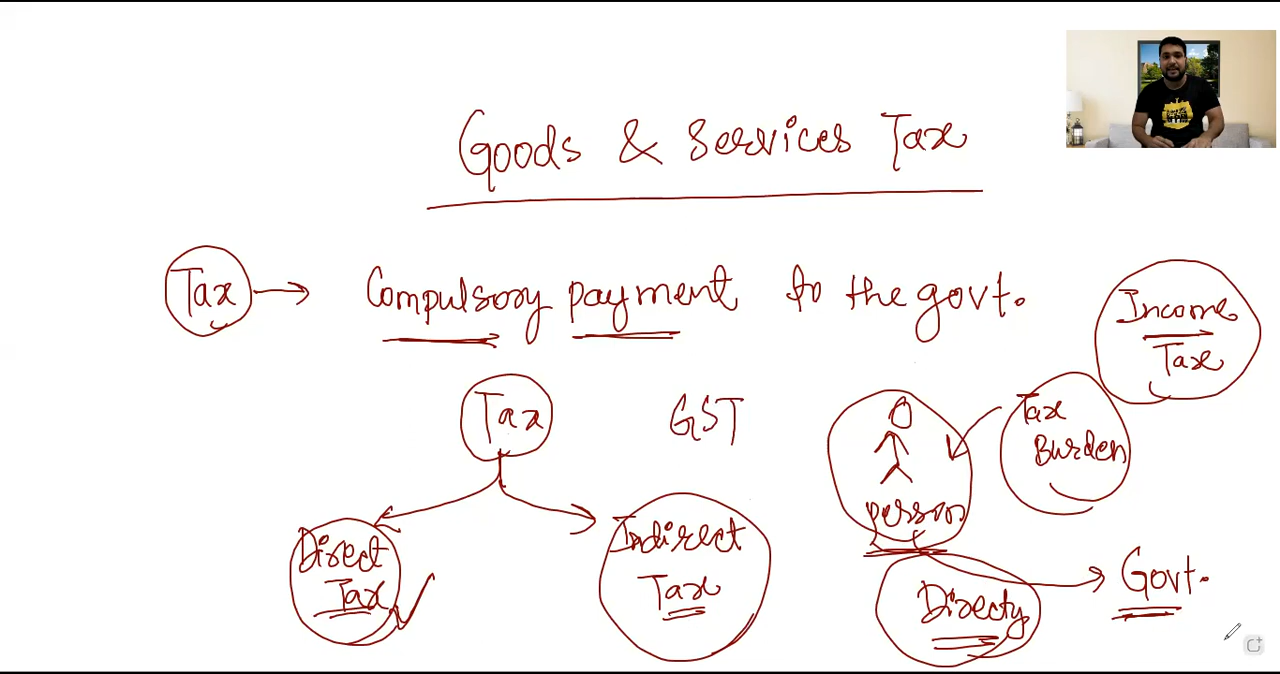 Goods & Services Tax
Tax → Compulsory payment to the govt.
Income
Tax
Tax
GST
Tax
Burden
person
Direct
Tax
Indirect
Tax
Directy
Govt.